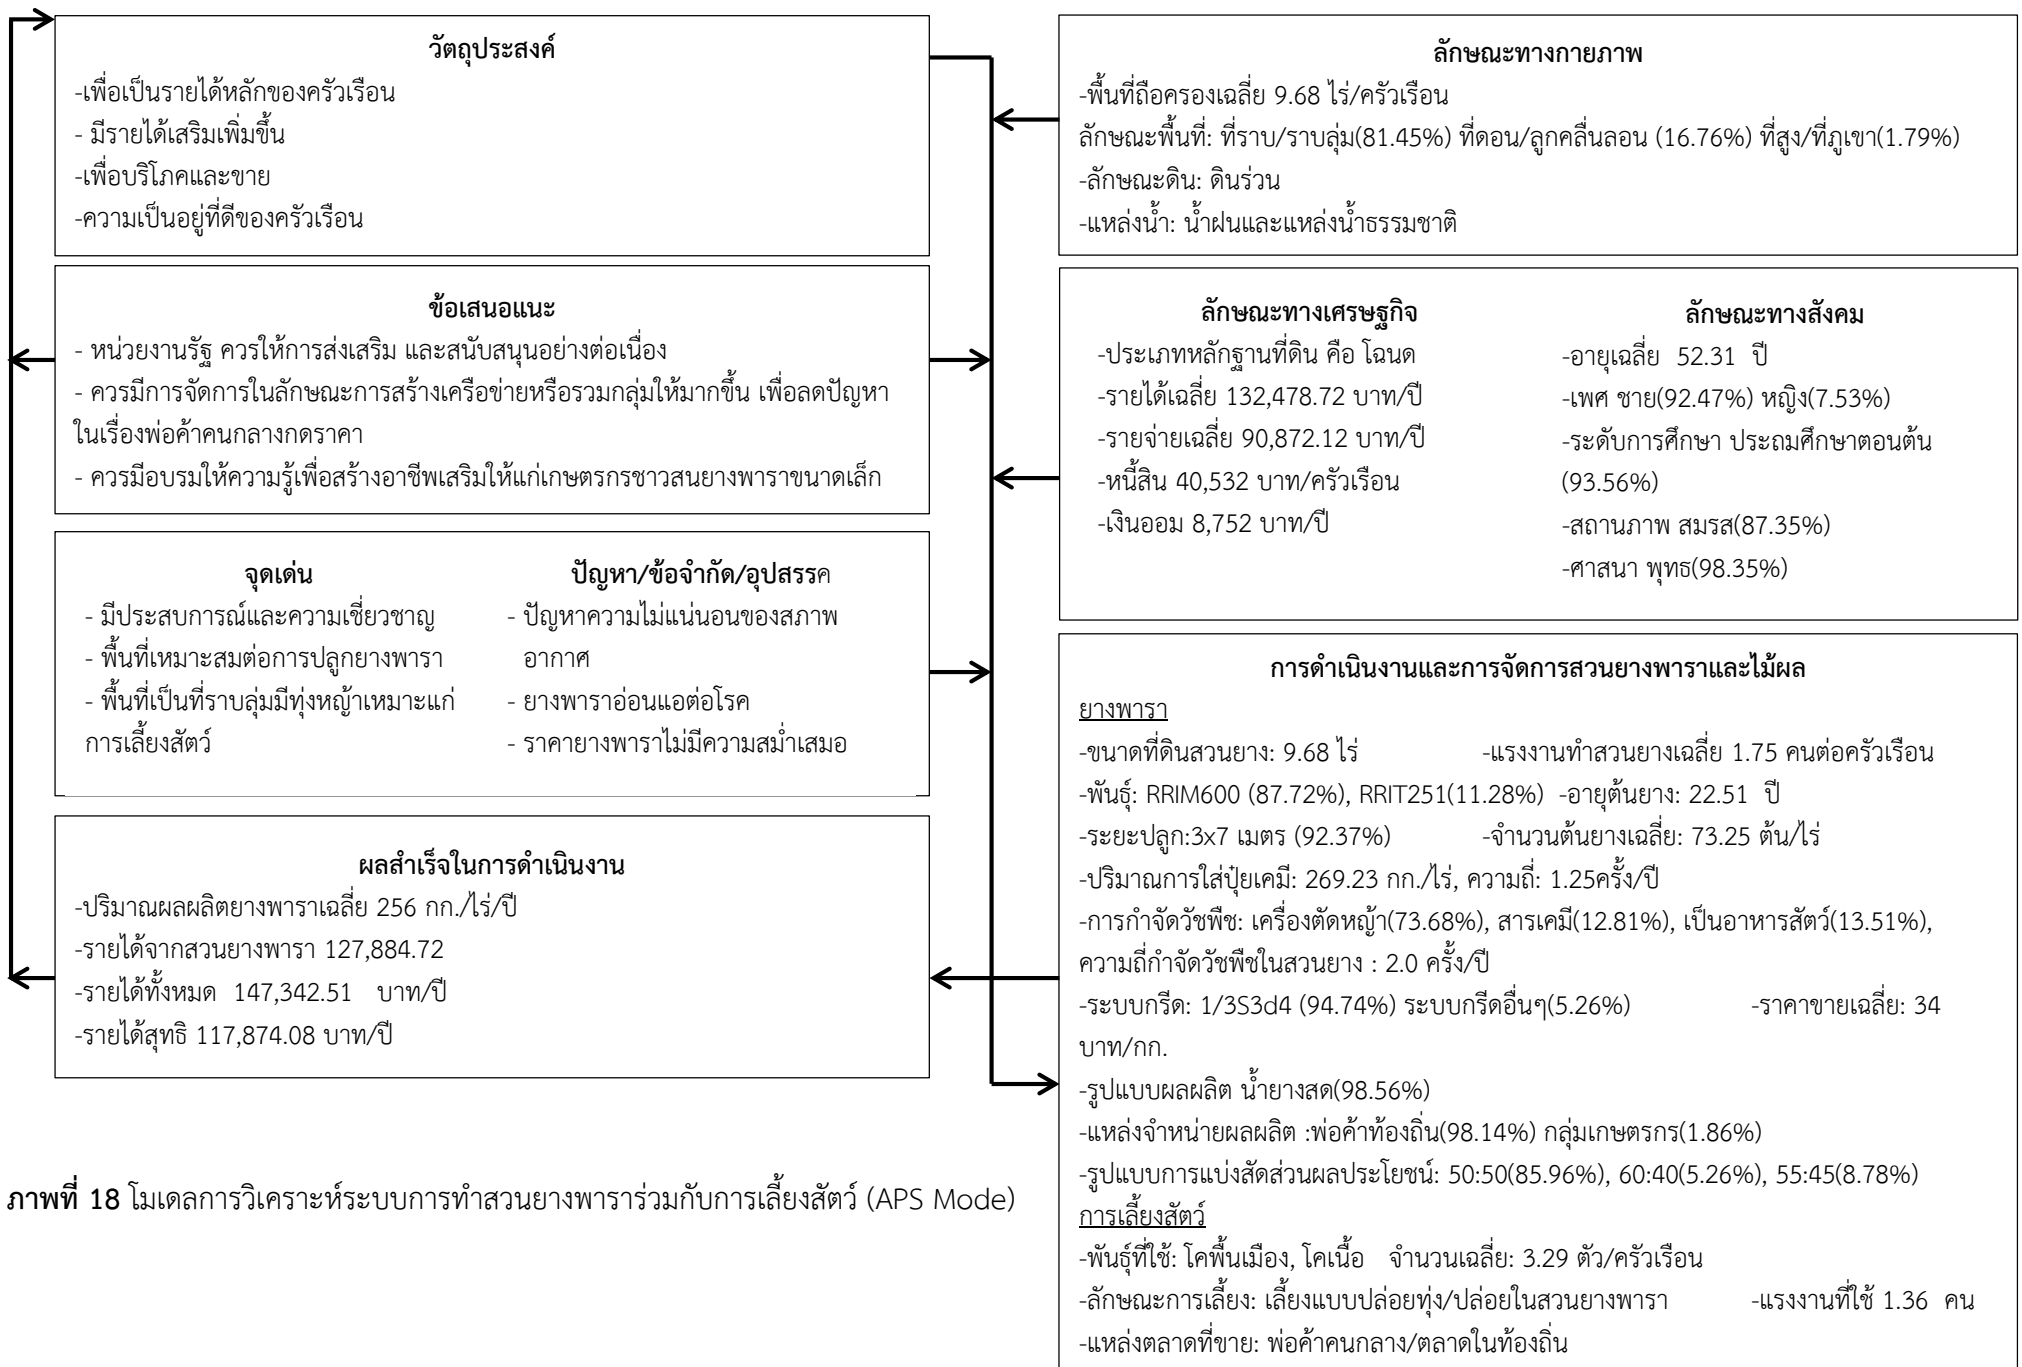 วัตถุประสงค์
-เพื่อเป็นรายได้หลักของครัวเรือน
- มีรายได้เสริมเพิ่มขึ้น
-เพื่อบริโภคและขาย
-ความเป็นอยู่ที่ดีของครัวเรือน
ข้อเสนอแนะ
- หน่วยงานรัฐ ควรให้การส่งเสริม และสนับสนุนอย่างต่อเนื่อง
- ควรมีการจัดการในลักษณะการสร้างเครือข่ายหรือรวมกลุ่มให้มากขึ้น เพื่อลดปัญหา
ในเรื่องพ่อค้าคนกลางกดราคา
- ควรมีอบรมให้ความรู้เพื่อสร้างอาชีพเสริมให้แก่เกษตรกรชาวสนยางพาราขนาดเล็ก
จุดเด่น
- มีประสบการณ์และความเชี่ยวชาญ
- พื้นที่เหมาะสมต่อการปลูกยางพารา
- พื้นที่เป็นที่ราบลุ่มมีทุ่งหญ้าเหมาะแก่
การเลี้ยงสัตว์
ปัญหา/ข้อจำกัด/อุปสรรค
- ปัญหาความไม่แน่นอนของสภาพ
อากาศ
- ยางพาราอ่อนแอต่อโรค
- ราคายางพาราไม่มีความสม่ำเสมอ
ผลสำเร็จในการดำเนินงาน
-ปริมาณผลผลิตยางพาราเฉลี่ย 256 กก./ไร่/ปี
-รายได้จากสวนยางพารา 127,884.72
-รายได้ทั้งหมด 147,342.51 บาท/ปี
-รายได้สุทธิ 117,874.08 บาท/ปี
ลักษณะทางกายภาพ
-พื้นที่ถือครองเฉลี่ย 9.68 ไร่/ครัวเรือน
ลักษณะพื้นที่: ที่ราบ/ราบลุ่ม(81.45%) ที่ดอน/ลูกคลื่นลอน (16.76%) ที่สูง/ที่ภูเขา(1.79%)
-ลักษณะดิน: ดินร่วน
-แหล่งน้ำ: น้ำฝนและแหล่งน้ำธรรมชาติ
ลักษณะทางเศรษฐกิจ
-ประเภทหลักฐานที่ดิน คือ โฉนด
-รายได้เฉลี่ย 132,478.72 บาท/ปี
-รายจ่ายเฉลี่ย 90,872.12 บาท/ปี
-หนี้สิน 40,532 บาท/ครัวเรือน
-เงินออม 8,752 บาท/ปี
ลักษณะทางสังคม
-อายุเฉลี่ย 52.31 ปี
-เพศ ชาย(92.47%) หญิง(7.53%)
-ระดับการศึกษา ประถมศึกษาตอนต้น
(93.56%)
-สถานภาพ สมรส(87.35%)
-ศาสนา พุทธ(98.35%)
การดำเนินงานและการจัดการสวนยางพาราและไม้ผล
ยางพารา
-ขนาดที่ดินสวนยาง: 9.68 ไร่ -แรงงานทำสวนยางเฉลี่ย 1.75 คนต่อครัวเรือน
-พันธุ์: RRIM600 (87.72%), RRIT251(11.28%) -อายุต้นยาง: 22.51 ปี
-ระยะปลูก:3x7 เมตร (92.37%) -จำนวนต้นยางเฉลี่ย: 73.25 ต้น/ไร่
-ปริมาณการใส่ปุ๋ยเคมี: 269.23 กก./ไร่, ความถี่: 1.25ครั้ง/ปี
-การกำจัดวัชพืช: เครื่องตัดหญ้า(73.68%), สารเคมี(12.81%), เป็นอาหารสัตว์(13.51%),
ความถี่กำจัดวัชพืชในสวนยาง : 2.0 ครั้ง/ปี
-ระบบกรีด: 1/3S3d4 (94.74%) ระบบกรีดอื่นๆ(5.26%) -ราคาขายเฉลี่ย: 34
บาท/กก.
-รูปแบบผลผลิต น้ำยางสด(98.56%)
-แหล่งจำหน่ายผลผลิต :พ่อค้าท้องถิ่น(98.14%) กลุ่มเกษตรกร(1.86%)
-รูปแบบการแบ่งสัดส่วนผลประโยชน์: 50:50(85.96%), 60:40(5.26%), 55:45(8.78%)
การเลี้ยงสัตว์
-พันธุ์ที่ใช้: โคพื้นเมือง, โคเนื้อ จำนวนเฉลี่ย: 3.29 ตัว/ครัวเรือน
-ลักษณะการเลี้ยง: เลี้ยงแบบปล่อยทุ่ง/ปล่อยในสวนยางพารา -แรงงานที่ใช้ 1.36 คน
-แหล่งตลาดที่ขาย: พ่อค้าคนกลาง/ตลาดในท้องถิ่น
ภาพที่ 18 โมเดลการวิเคราะห์ระบบการทำสวนยางพาราร่วมกับการเลี้ยงสัตว์ (APS Mode)